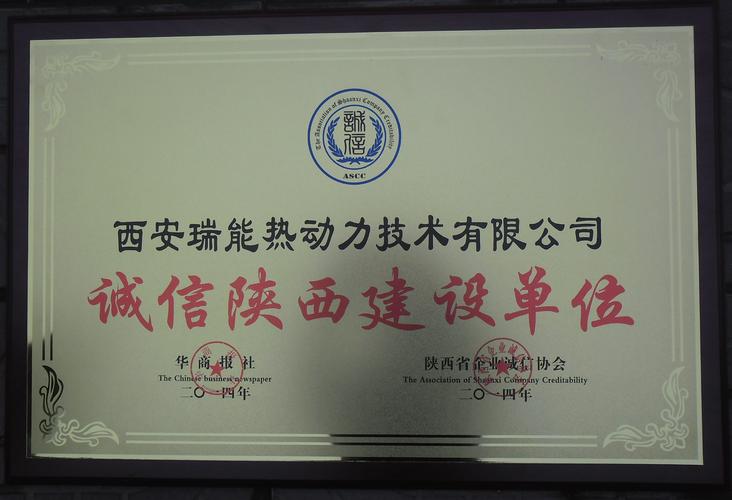 The Association of Shaanxi Company Creditability
誠信
ASCC
西安瑞能热动力技术有限公司
诚信陕西建设单位
华商报社
The Chinese business newspaper
二〇一四年
陕西省企业诚信协会
The Association of Shaanxi Company Creditability
二〇一四年